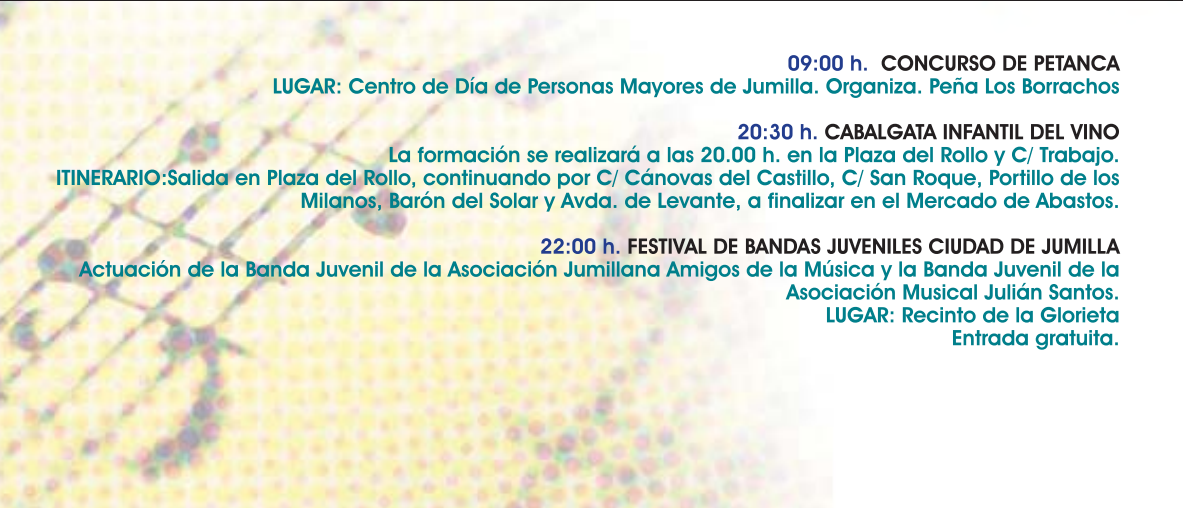 09:00 h. CONCURSO DE PETANCA
LUGAR: Centro de Día de Personas Mayores de Jumilla. Organiza. Peña Los Borrachos
20:30 h. CABALGATA INFANTIL DEL VINO
La formación se realizará a las 20.00 h. en la Plaza del Rollo y C/ Trabajo.
ITINERARIO:Salida en Plaza del Rollo, continuando por C/ Cánovas del Castillo, C/ San Roque, Portillo de los
Milanos, Barón del Solar y Avda. de Levante, a finalizar en el Mercado de Abastos.
22:00 h. FESTIVAL DE BANDAS JUVENILES CIUDAD DE JUMILLA
Actuación de la Banda Juvenil de la Asociación Jumillana Amigos de la Música y la Banda Juvenil de la
Asociación Musical Julián Santos.
LUGAR: Recinto de la Glorieta
Entrada gratuita.